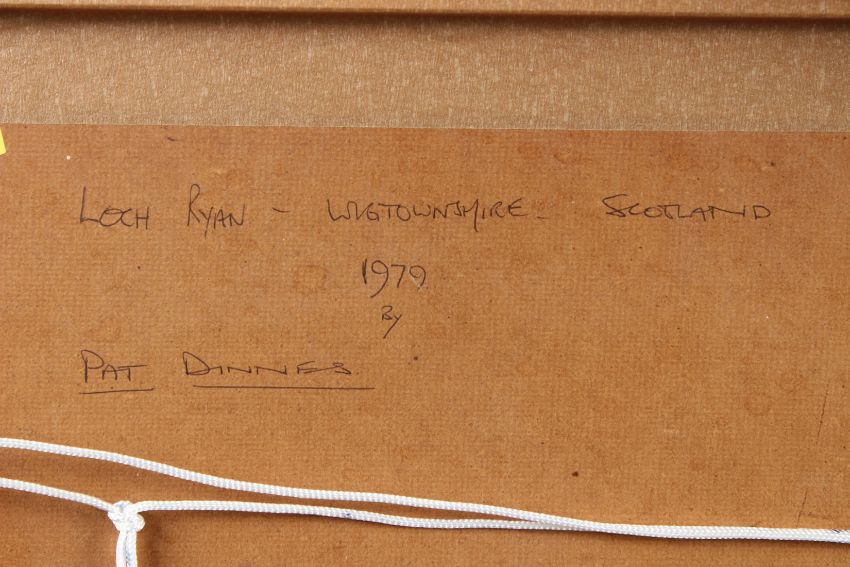 LOCH RYAN - WIGTOWNSHIRE - SCOTLAND
1979
BY
PAT DINNES